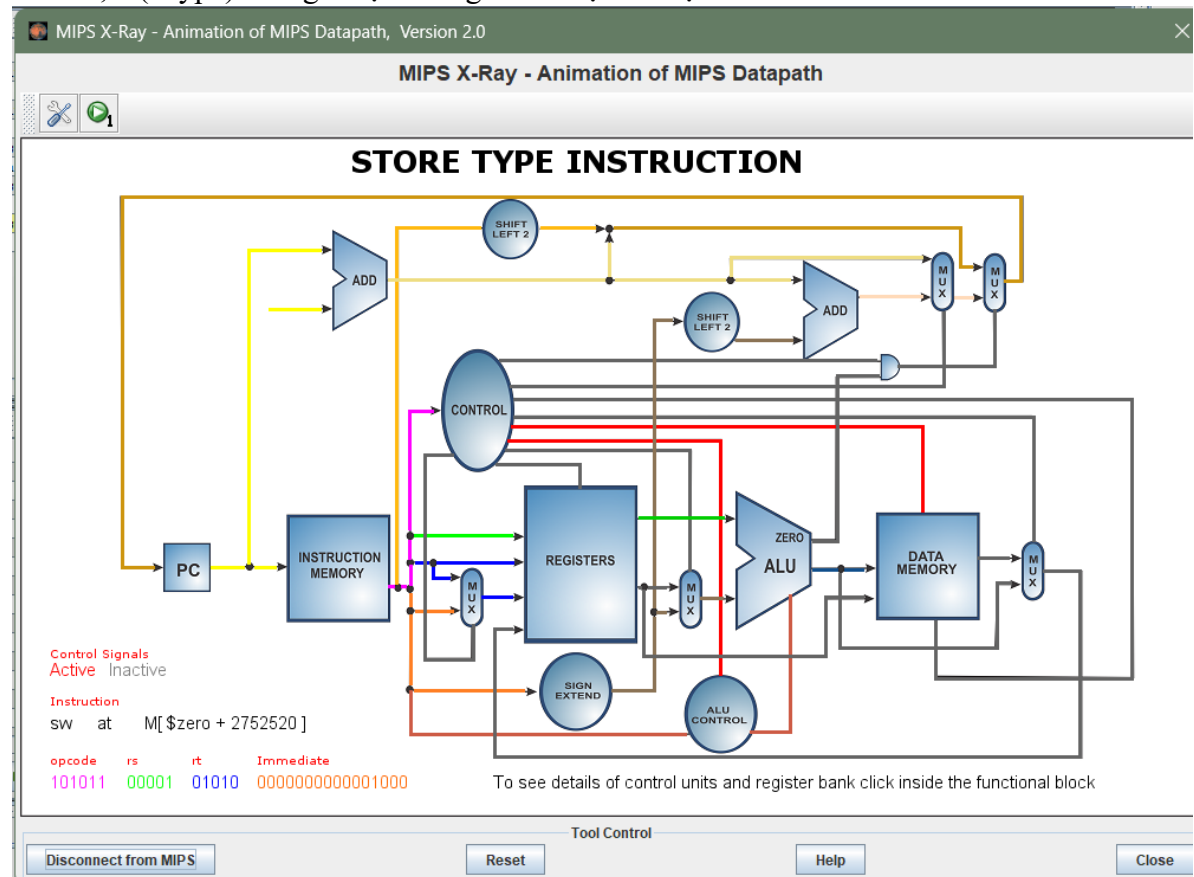 MIPS X-Ray - Animation of MIPS Datapath, Version 2.0
MIPS X-Ray - Animation of MIPS Datapath
1
STORE TYPE INSTRUCTION
SHIFT
LEFT 2
ADD
MUX
MUX
SHIFT
LEFT 2
ADD
CONTROL
PC
INSTRUCTION
MEMORY
MUX
REGISTERS
MUX
ZERO
ALU
DATA
MEMORY
MUX
SIGN
EXTEND
ALU
CONTROL
Control Signals
Active Inactive
Instruction
sw at M[ $zero + 2752520 ]
opcode rs rt Immediate
101011 00001 01010 0000000000001000
To see details of control units and register bank click inside the functional block
Tool Control
Disconnect from MIPS Reset Help Close